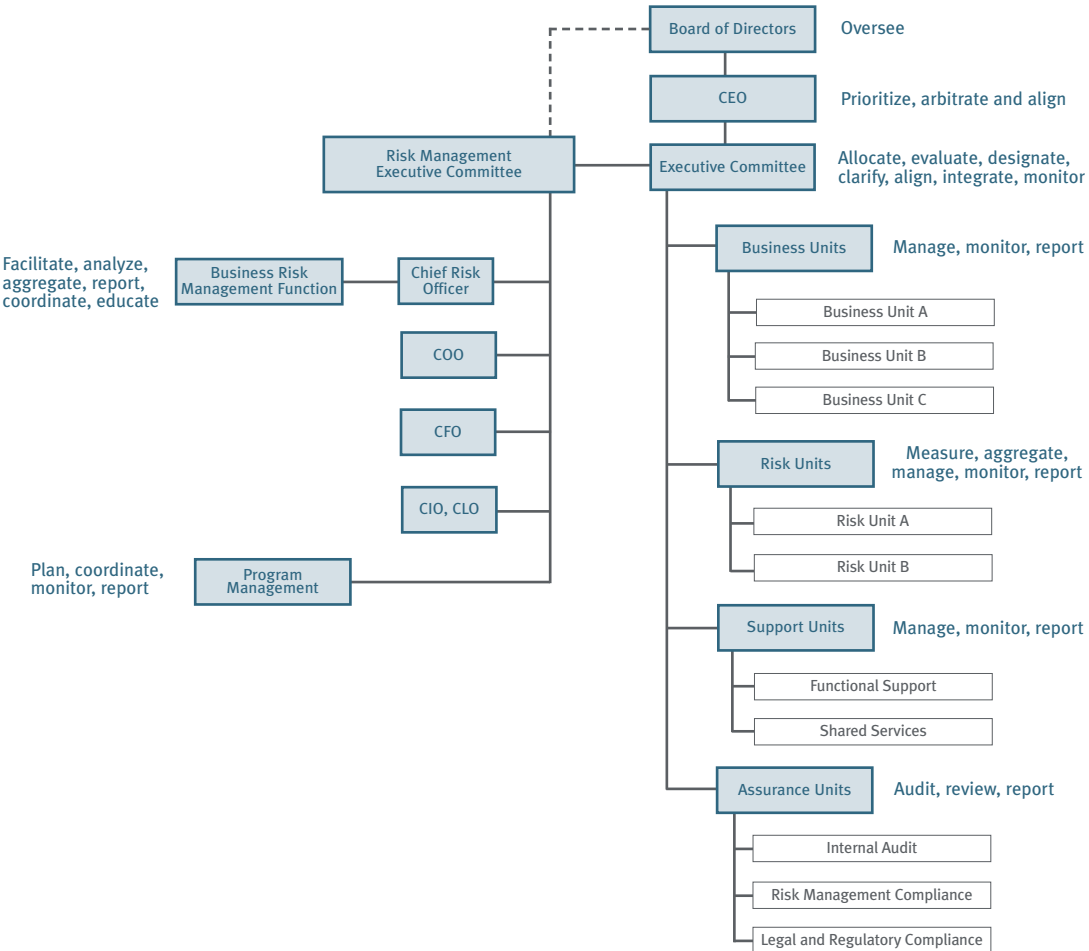 Board of Directors
Oversee
CEO
Prioritize, arbitrate and align
Risk Management
Executive Committee
Executive Committee
Allocate, evaluate, designate,
clarify, align, integrate, monitor
Business Units
Manage, monitor, report
Facilitate, analyze,
aggregate, report,
coordinate, educate
Business Risk
Management Function
Chief Risk
Officer
Business Unit A
COO
Business Unit B
Business Unit C
CFO
Risk Units
Measure, aggregate,
manage, monitor, report
CIO, CLO
Risk Unit A
Risk Unit B
Plan, coordinate,
monitor, report
Program
Management
Support Units
Manage, monitor, report
Functional Support
Shared Services
Assurance Units
Audit, review, report
Internal Audit
Risk Management Compliance
Legal and Regulatory Compliance